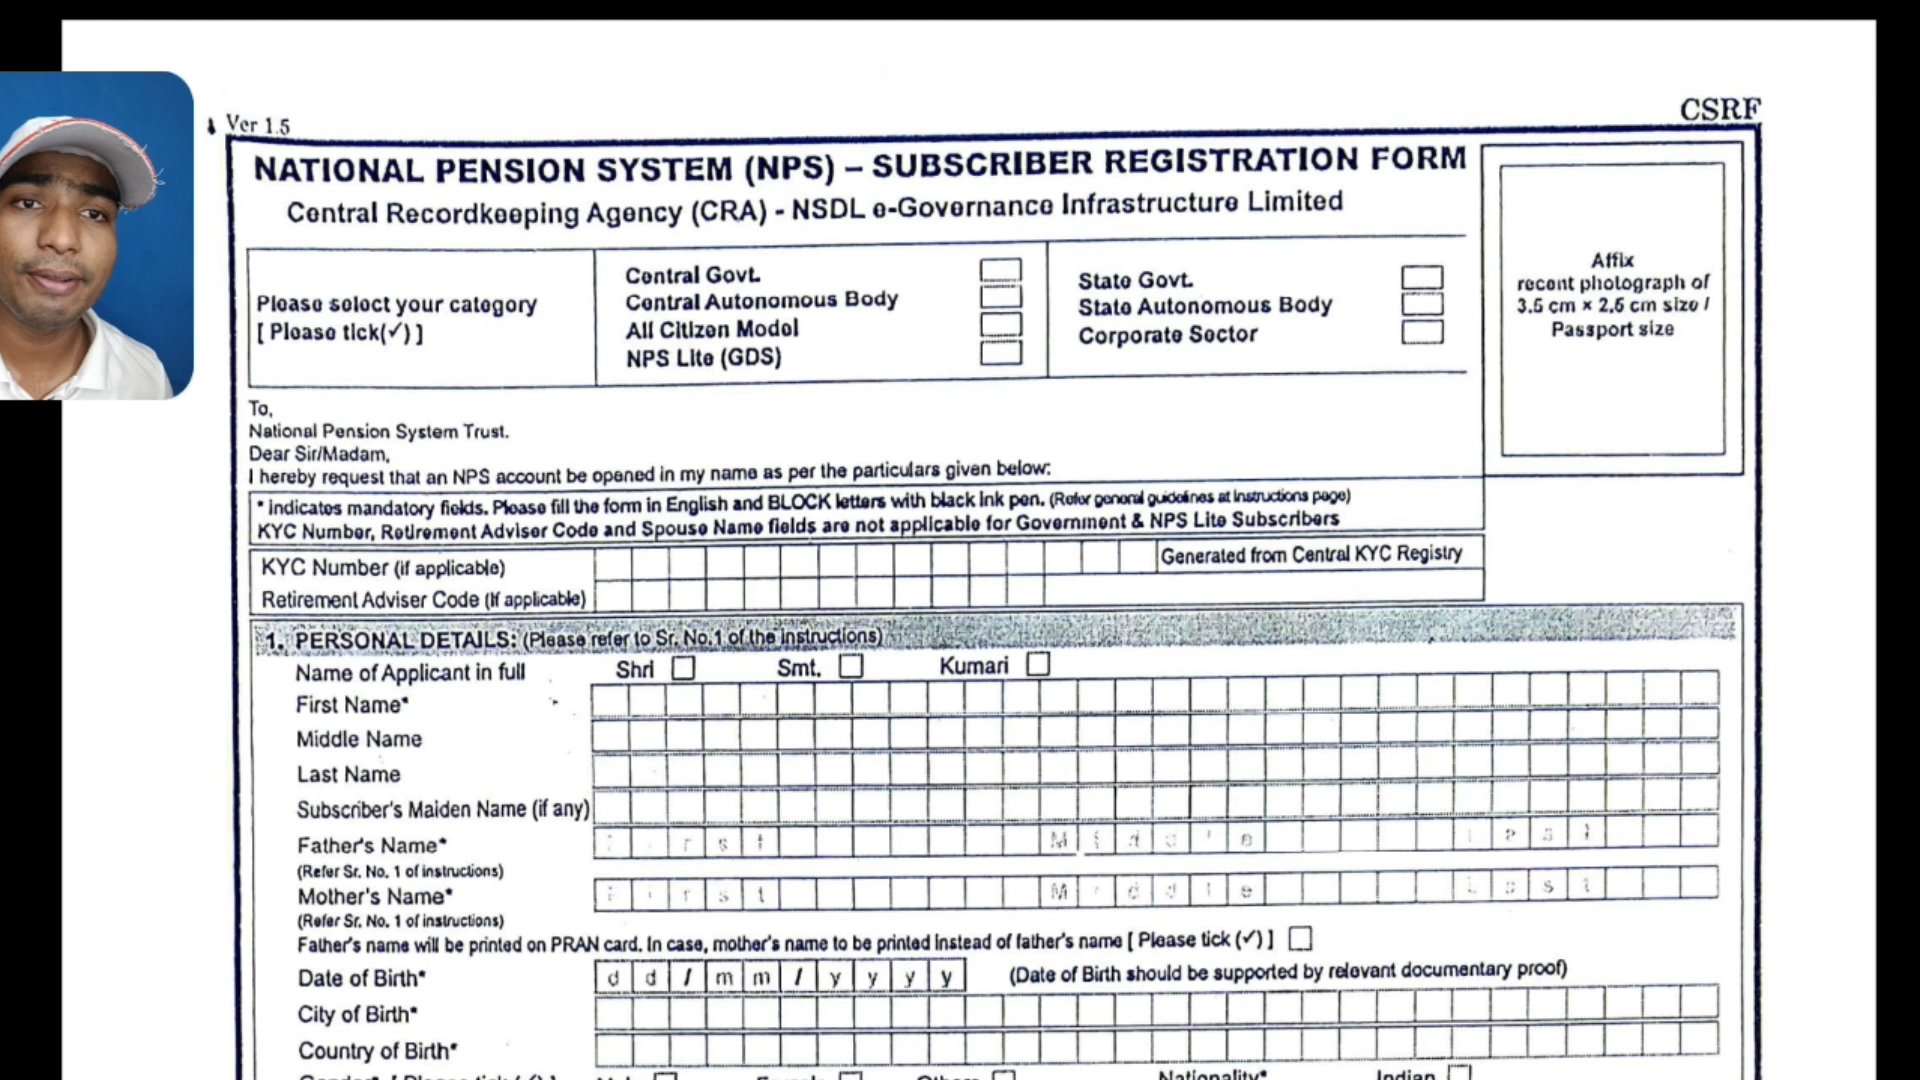 CSRF
Ver 1.5
NATIONAL PENSION SYSTEM (NPS) – SUBSCRIBER REGISTRATION FORM
Central Recordkeeping Agency (CRA) - NSDL e-Governance Infrastructure Limited
Please select your category
[ Please tick(✓) ]
Central Govt.
Central Autonomous Body
All Citizen Model
NPS Lite (GDS)
State Govt.
State Autonomous Body
Corporate Sector
Affix
recent photograph of
3.5 cm × 2.5 cm size /
Passport size
To,
National Pension System Trust.
Dear Sir/Madam,
I hereby request that an NPS account be opened in my name as per the particulars given below:
* Indicates mandatory fields. Please fill the form in English and BLOCK letters with black ink pen. (Refer general guidelines at instructions page)
KYC Number, Retirement Adviser Code and Spouse Name fields are not applicable for Government & NPS Lite Subscribers
KYC Number (if applicable) Generated from Central KYC Registry
Retirement Adviser Code (If applicable)
1. PERSONAL DETAILS: (Please refer to Sr. No.1 of the instructions)
Name of Applicant in full Shri Smt. Kumari
First Name*
Middle Name
Last Name
Subscriber's Maiden Name (if any)
Father's Name* First Middle Last
(Refer Sr. No. 1 of instructions)
Mother's Name* First Middle Last
(Refer Sr. No. 1 of instructions)
Father's name will be printed on PRAN card. In case, mother's name to be printed instead of father's name [ Please tick (✓) ]
Date of Birth* dd/mm/yyyy (Date of Birth should be supported by relevant documentary proof)
City of Birth*
Country of Birth*
Nationality* Indian